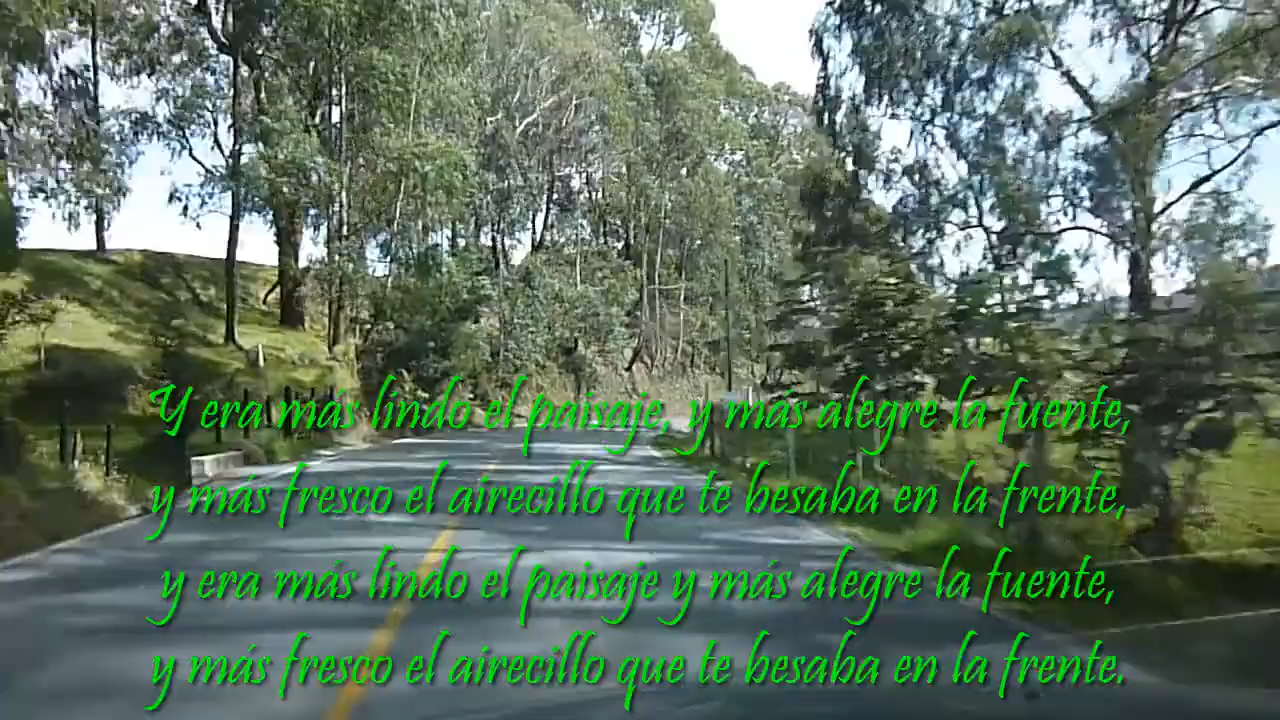 Y era más lindo el paisaje, y más alegre la fuente,
y más fresco el airecillo que te besaba en la frente,
y era más lindo el paisaje y más alegre la fuente,
y más fresco el airecillo que te besaba en la frente.